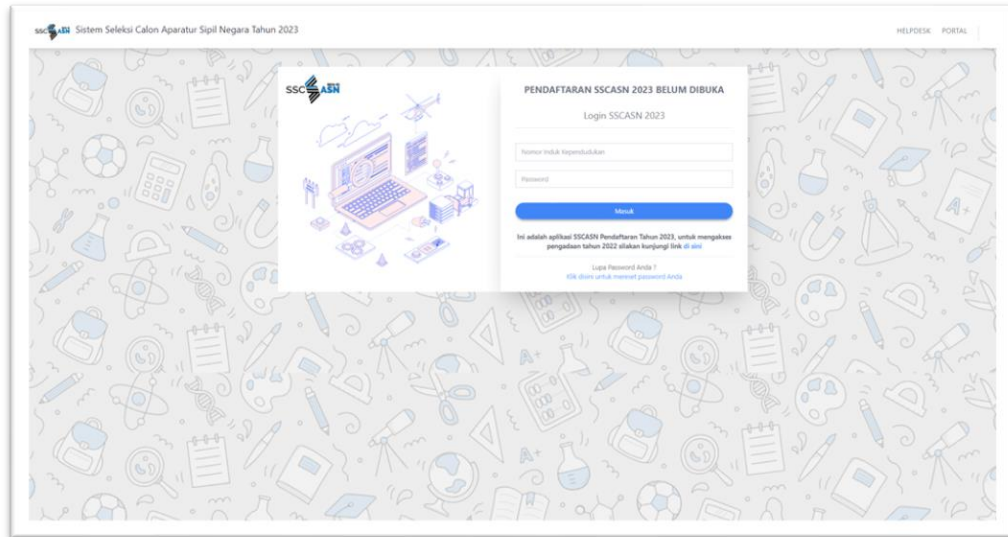 SSCASN Sistem Seleksi Calon Aparatur Sipil Negara Tahun 2023
HELPDESK PORTAL
SSCASN
PENDAFTARAN SSCASN 2023 BELUM DIBUKA
Login SSCASN 2023
Nomor Induk Kependudukan
Password
Masuk
Ini adalah aplikasi SSCASN Pendaftaran Tahun 2023, untuk mengakses
pengadaan tahun 2022 silakan kunjungi link di sini
Lupa Password Anda ?
Klik disini untuk mereset password Anda